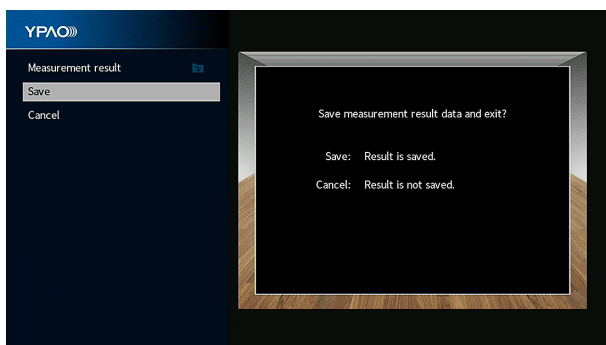 YPAO
Measurement result
Save
Cancel
Save measurement result data and exit?
Save: Result is saved.
Cancel: Result is not saved.